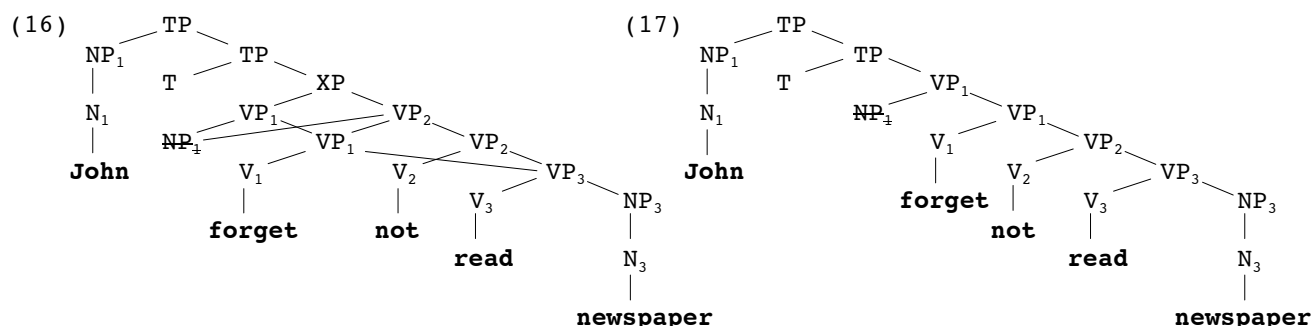 (16) TP
NP₁ TP
T XP
N₁ VP₁ VP₂
NP₁ VP₁ VP₂
John V₁ V₂ VP₃
V₃ NP₃
forget not
read N₃
newspaper
(17) TP
NP₁ TP
T VP₁
N₁ NP₁ VP₁
V₁ VP₂
John V₂ VP₃
forget V₃ NP₃
not
read N₃
newspaper